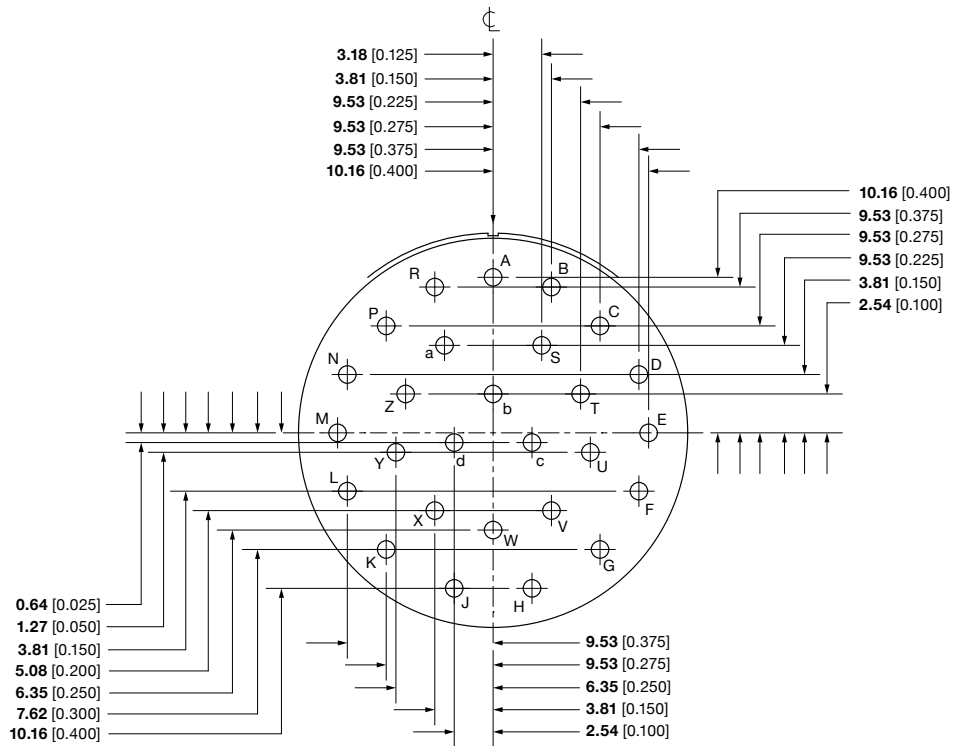 ℄
3.18 [0.125]
3.81 [0.150]
9.53 [0.225]
9.53 [0.275]
9.53 [0.375]
10.16 [0.400]
10.16 [0.400]
9.53 [0.375]
9.53 [0.275]
9.53 [0.225]
3.81 [0.150]
2.54 [0.100]
A
R
B
P
C
a
S
N
D
Z
b
T
M
E
Y
d
c
U
L
F
X
V
W
K
G
J
H
0.64 [0.025]
1.27 [0.050]
3.81 [0.150]
5.08 [0.200]
6.35 [0.250]
7.62 [0.300]
10.16 [0.400]
9.53 [0.375]
9.53 [0.275]
6.35 [0.250]
3.81 [0.150]
2.54 [0.100]